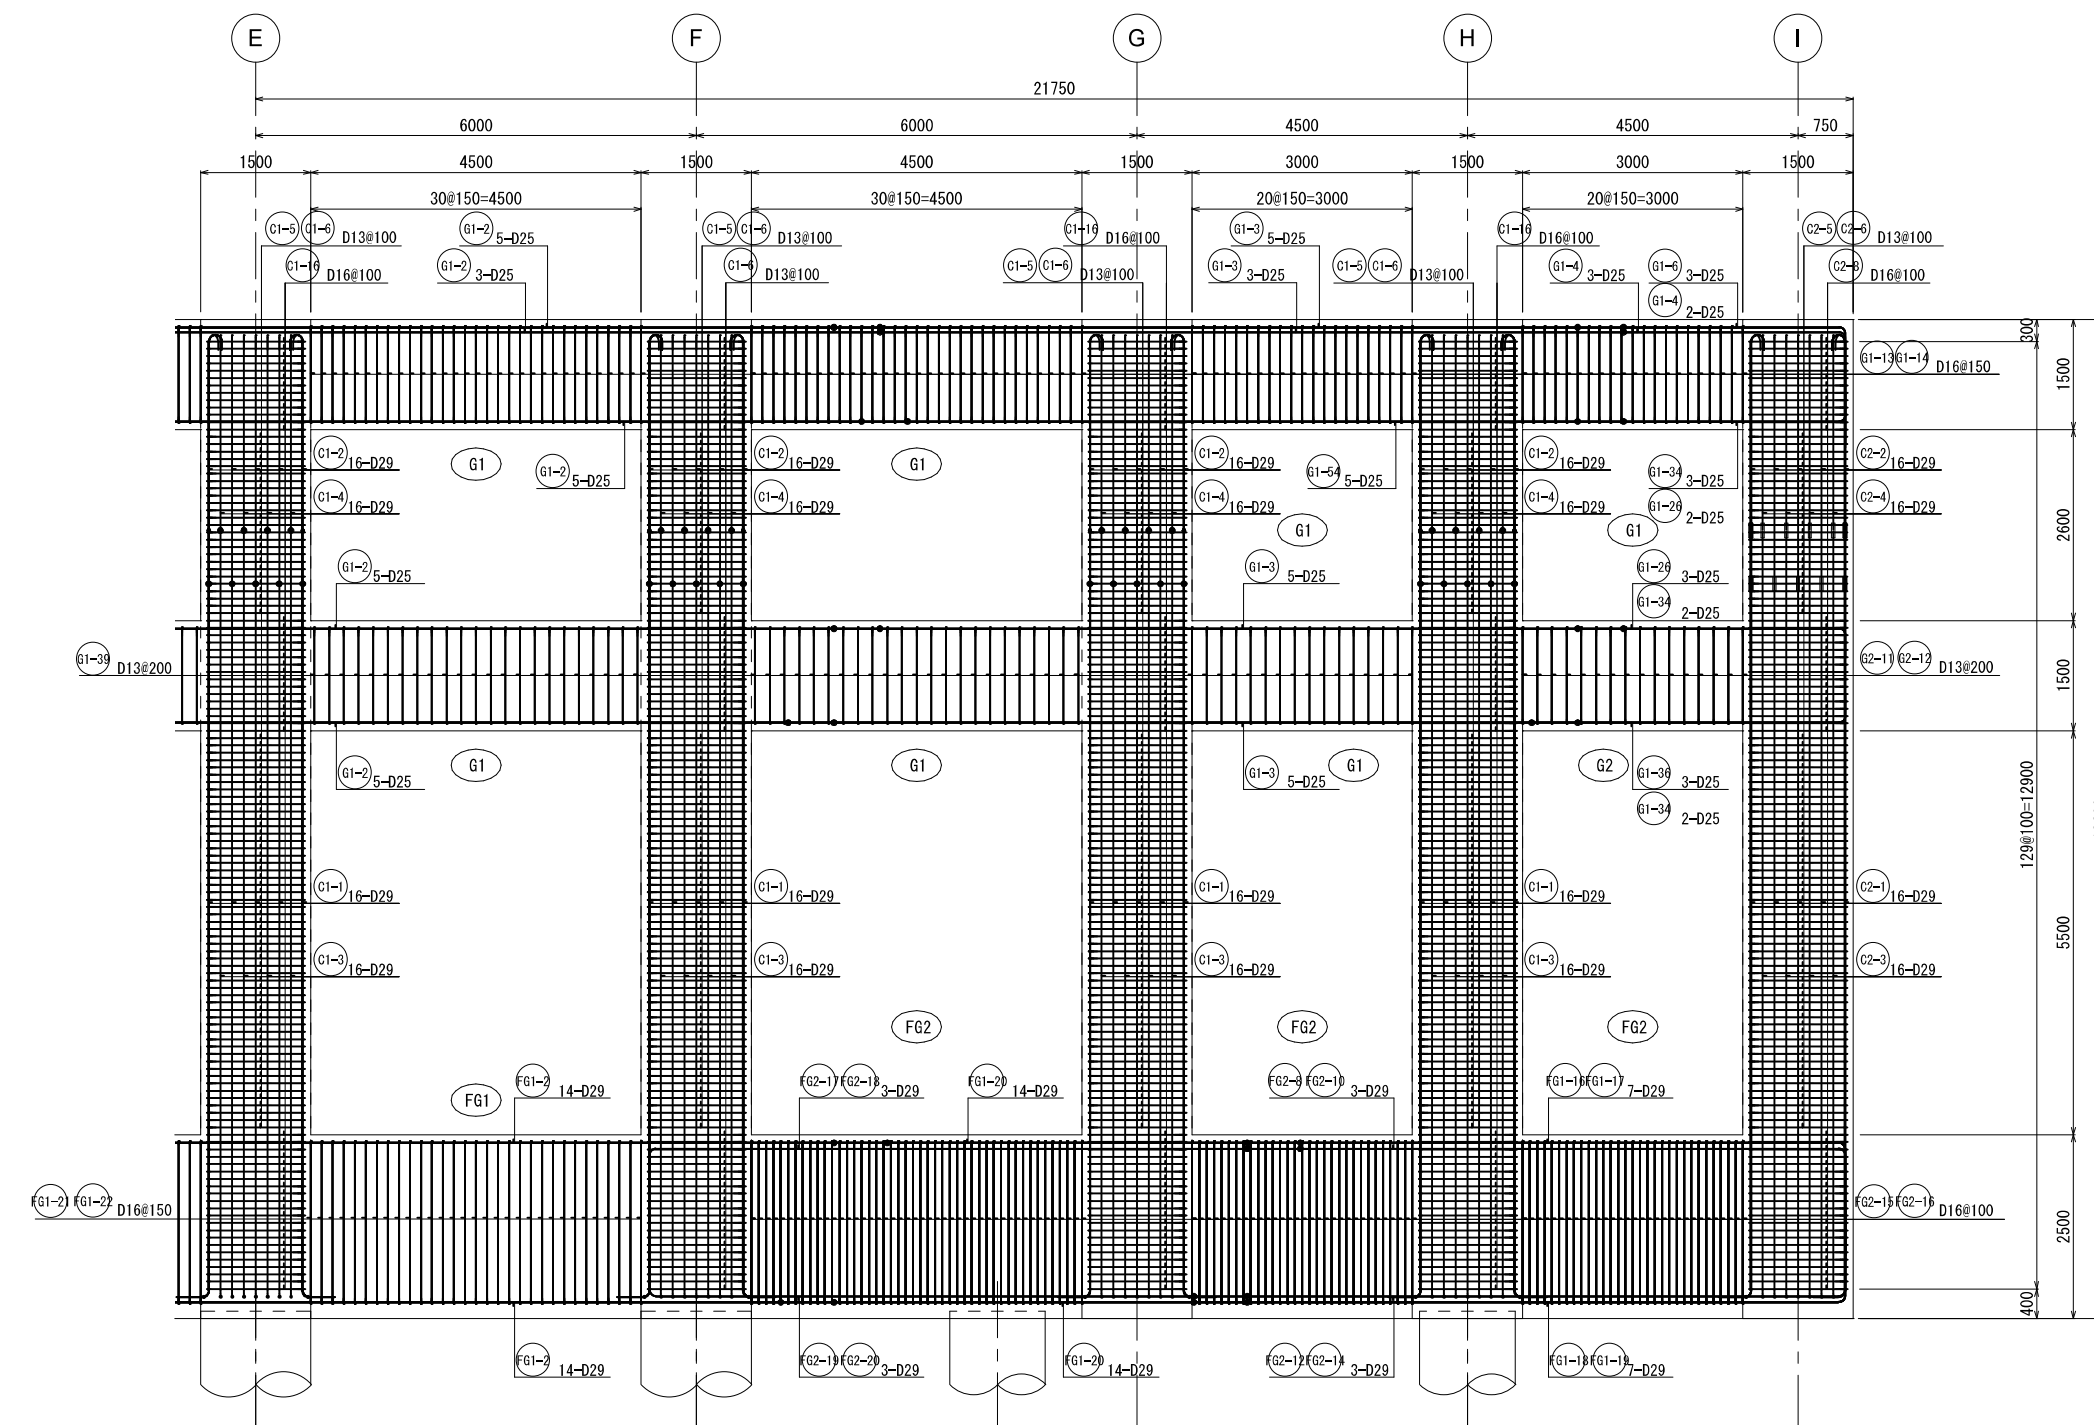 E F G H I
21750
6000 6000 4500 4500 750
1500 4500 1500 4500 1500 3000 1500 3000 1500
30@150=4500 30@150=4500 20@150=3000 20@150=3000
C1-5 C1-6 D13@100 G1-2 5-D25 C1-5 C1-6 D13@100 C1-16 D16@100 G1-3 5-D25 C1-16 D16@100 C2-5 C2-6 D13@100
C1-16 D16@100 G1-2 3-D25 C1-6 D13@100 C1-5 C1-6 D13@100 G1-3 3-D25 C1-5 C1-6 D13@100 G1-4 3-D25 G1-6 3-D25 C2-8 D16@100
G1-4 2-D25
300
G1-13 G1-14 D16@150
1500
C1-2 16-D29 G1 C1-2 16-D29 G1 C1-2 16-D29 C1-2 16-D29 C2-2 16-D29
G1-2 5-D25 G1-54 5-D25 G1-34 3-D25
C1-4 16-D29 C1-4 16-D29 C1-4 16-D29 C1-4 16-D29 G1-26 2-D25 C2-4 16-D29
G1 G1
2600
G1-2 5-D25 G1-3 5-D25 G1-26 3-D25
G1-34 2-D25
G1-39 D13@200 G2-11 G2-12 D13@200
1500
G1-2 5-D25 G1 G1 G1-3 5-D25 G1 G2 G1-36 3-D25
G1-34 2-D25
129@100=12900
C1-1 16-D29 C1-1 16-D29 C1-1 16-D29 C1-1 16-D29 C2-1 16-D29
5500
C1-3 16-D29 C1-3 16-D29 C1-3 16-D29 C1-3 16-D29 C2-3 16-D29
FG2 FG2 FG2
FG1 FG1-2 14-D29 FG2-17 FG2-18 3-D29 FG1-20 14-D29 FG2-8 FG2-10 3-D29 FG1-16 FG1-17 7-D29
FG1-21 FG1-22 D16@150 FG2-15 FG2-16 D16@100
2500
400
FG1-2 14-D29 FG2-19 FG2-20 3-D29 FG1-20 14-D29 FG2-12 FG2-14 3-D29 FG1-18 FG1-19 7-D29